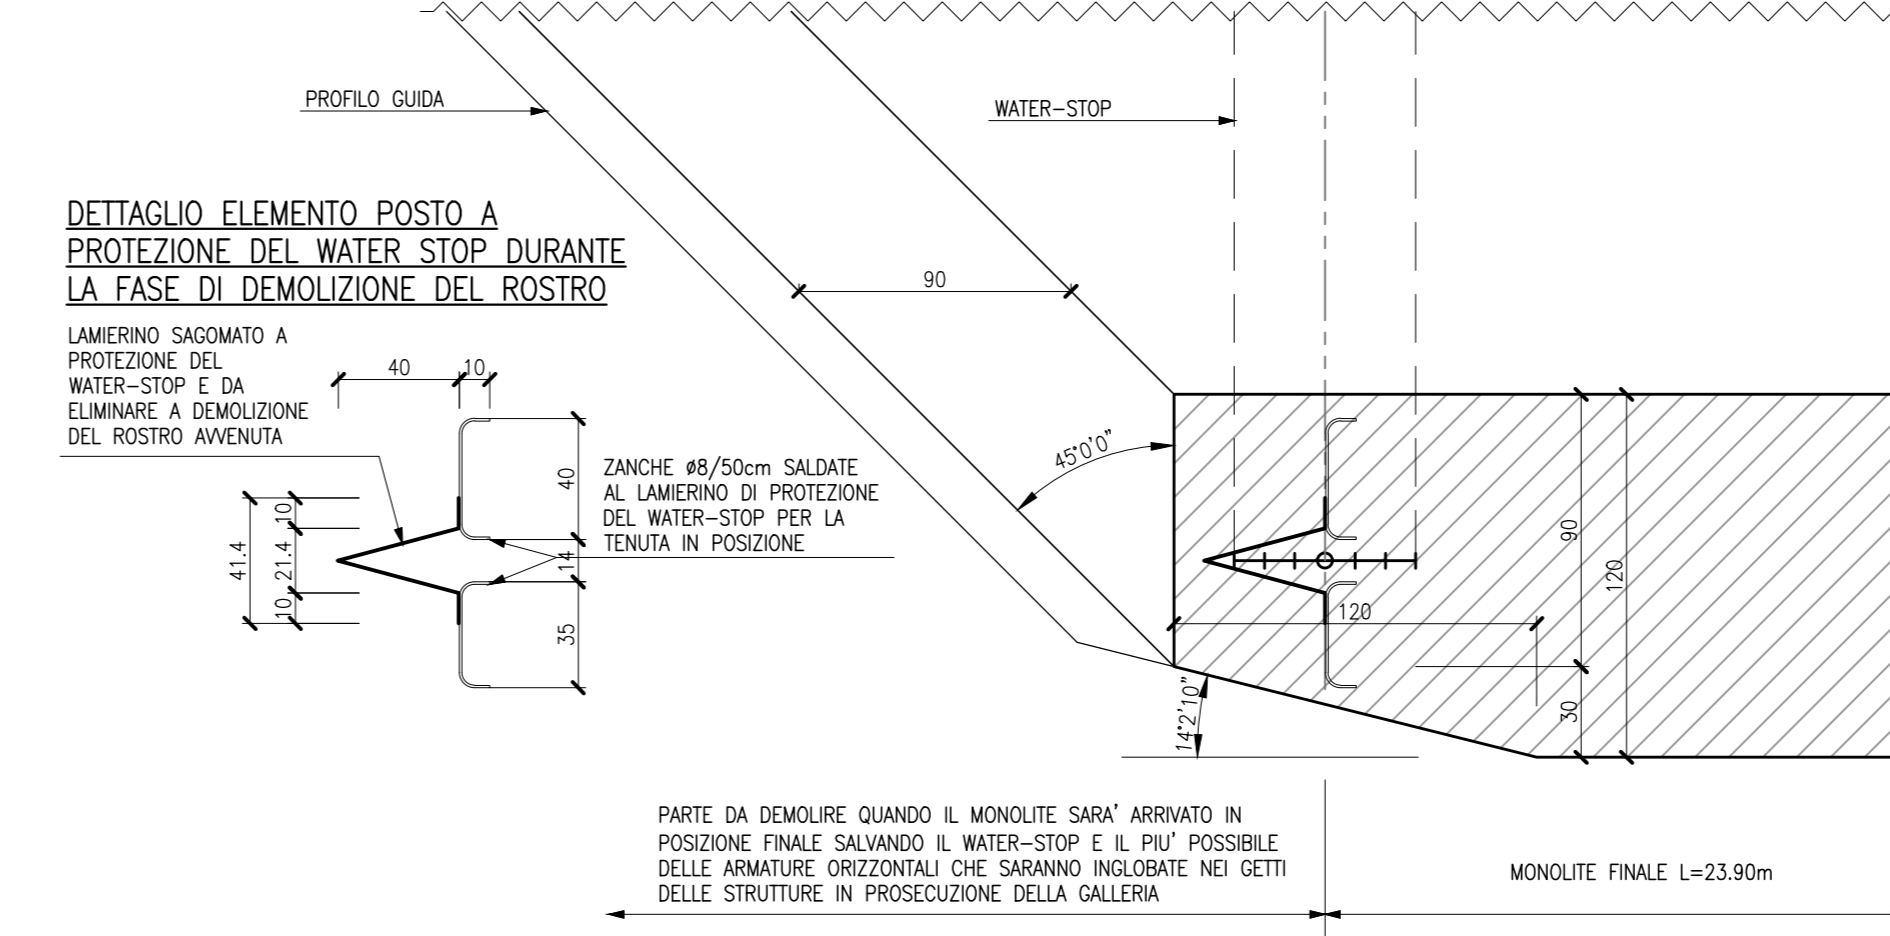 PROFILO GUIDA
WATER-STOP
DETTAGLIO ELEMENTO POSTO A
PROTEZIONE DEL WATER STOP DURANTE
LA FASE DI DEMOLIZIONE DEL ROSTRO
LAMIERINO SAGOMATO A
PROTEZIONE DEL
WATER-STOP E DA
ELIMINARE A DEMOLIZIONE
DEL ROSTRO AVVENUTA
40
10
40
14
35
10
21.4
10
41.4
ZANCHE ø8/50cm SALDATE
AL LAMIERINO DI PROTEZIONE
DEL WATER-STOP PER LA
TENUTA IN POSIZIONE
90
45°0'0"
120
90
120
30
14°2'10"
PARTE DA DEMOLIRE QUANDO IL MONOLITE SARA' ARRIVATO IN
POSIZIONE FINALE SALVANDO IL WATER-STOP E IL PIU' POSSIBILE
DELLE ARMATURE ORIZZONTALI CHE SARANNO INGLOBATE NEI GETTI
DELLE STRUTTURE IN PROSECUZIONE DELLA GALLERIA
MONOLITE FINALE L=23.90m